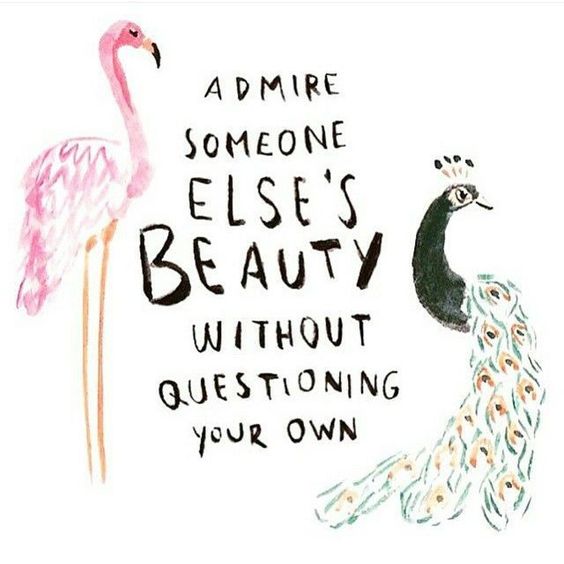 ADMIRE
SOMEONE
ELSE'S
BEAUTY
WITHOUT
QUESTIONING
YOUR OWN